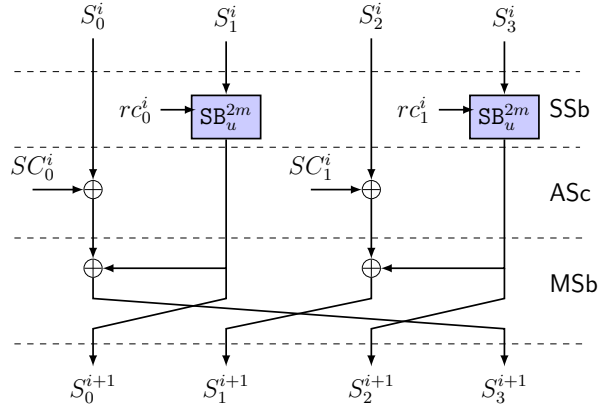 S_0^i S_1^i S_2^i S_3^i
rc_0^i SB_u^{2m} rc_1^i SB_u^{2m} SSb
SC_0^i SC_1^i ASc
MSb
S_0^{i+1} S_1^{i+1} S_2^{i+1} S_3^{i+1}